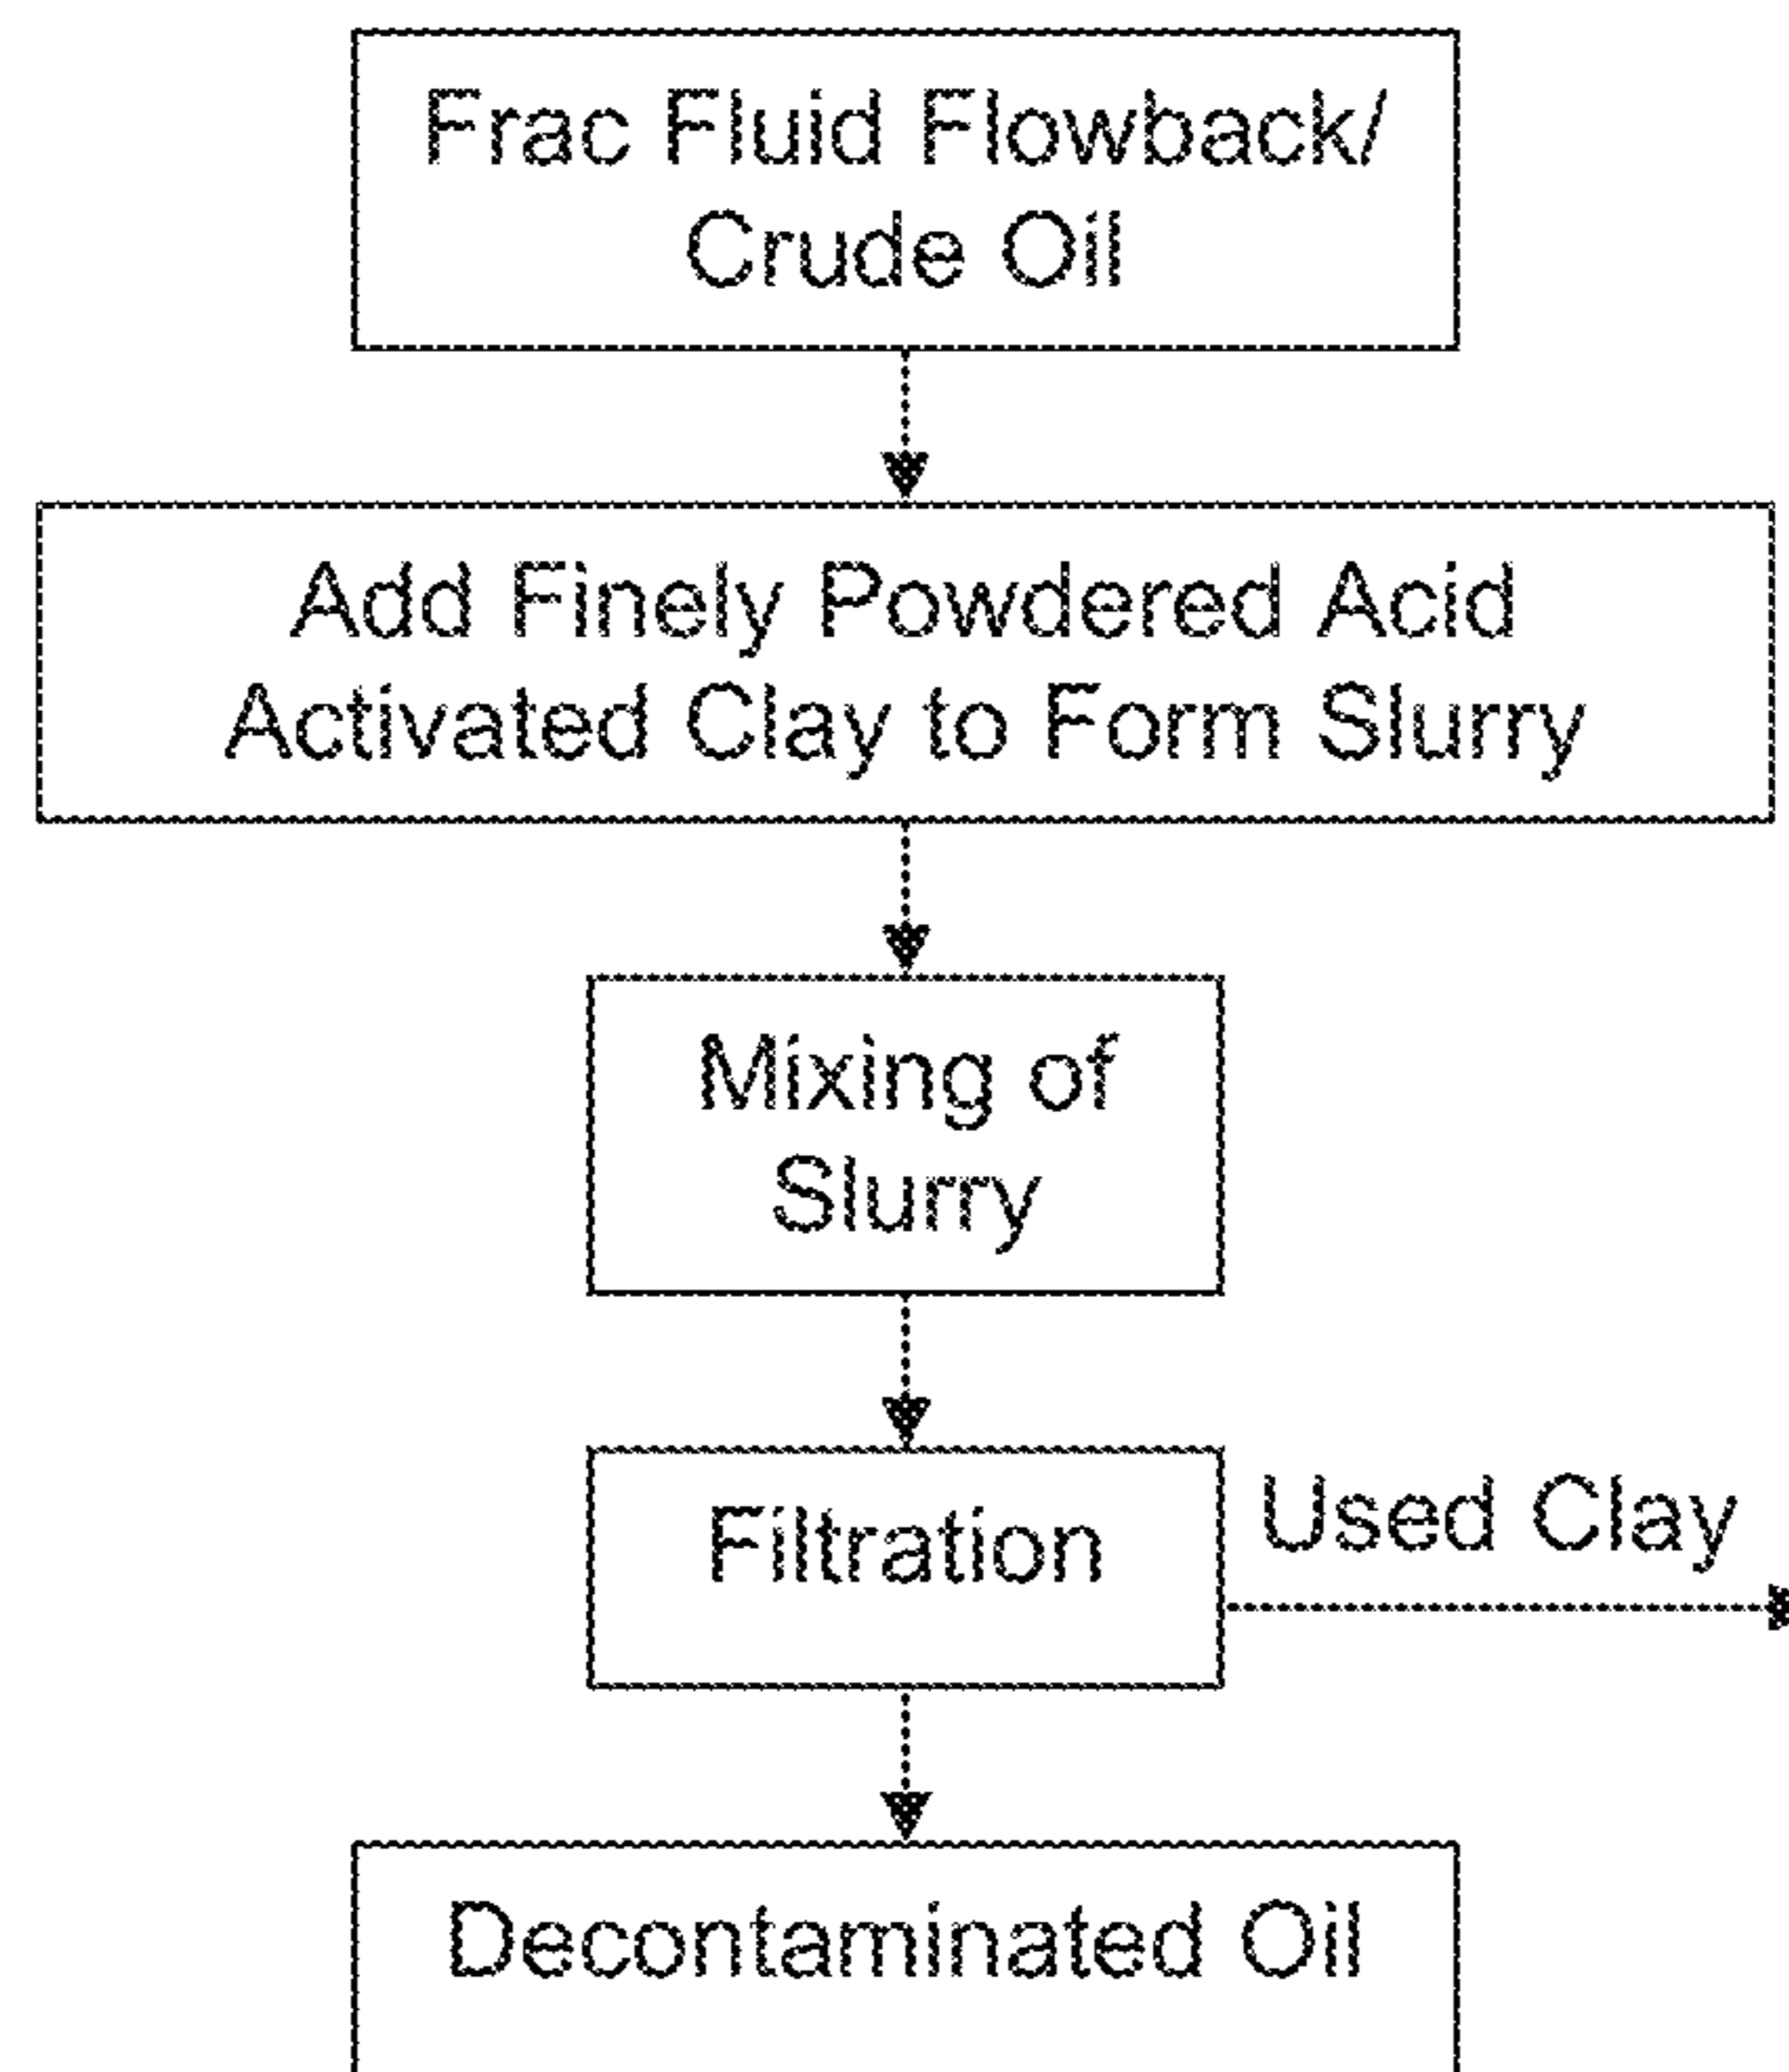 Frac Fluid Flowback/
Crude Oil
Add Finely Powdered Acid
Activated Clay to Form Slurry
Mixing of
Slurry
Filtration
Used Clay
Decontaminated Oil